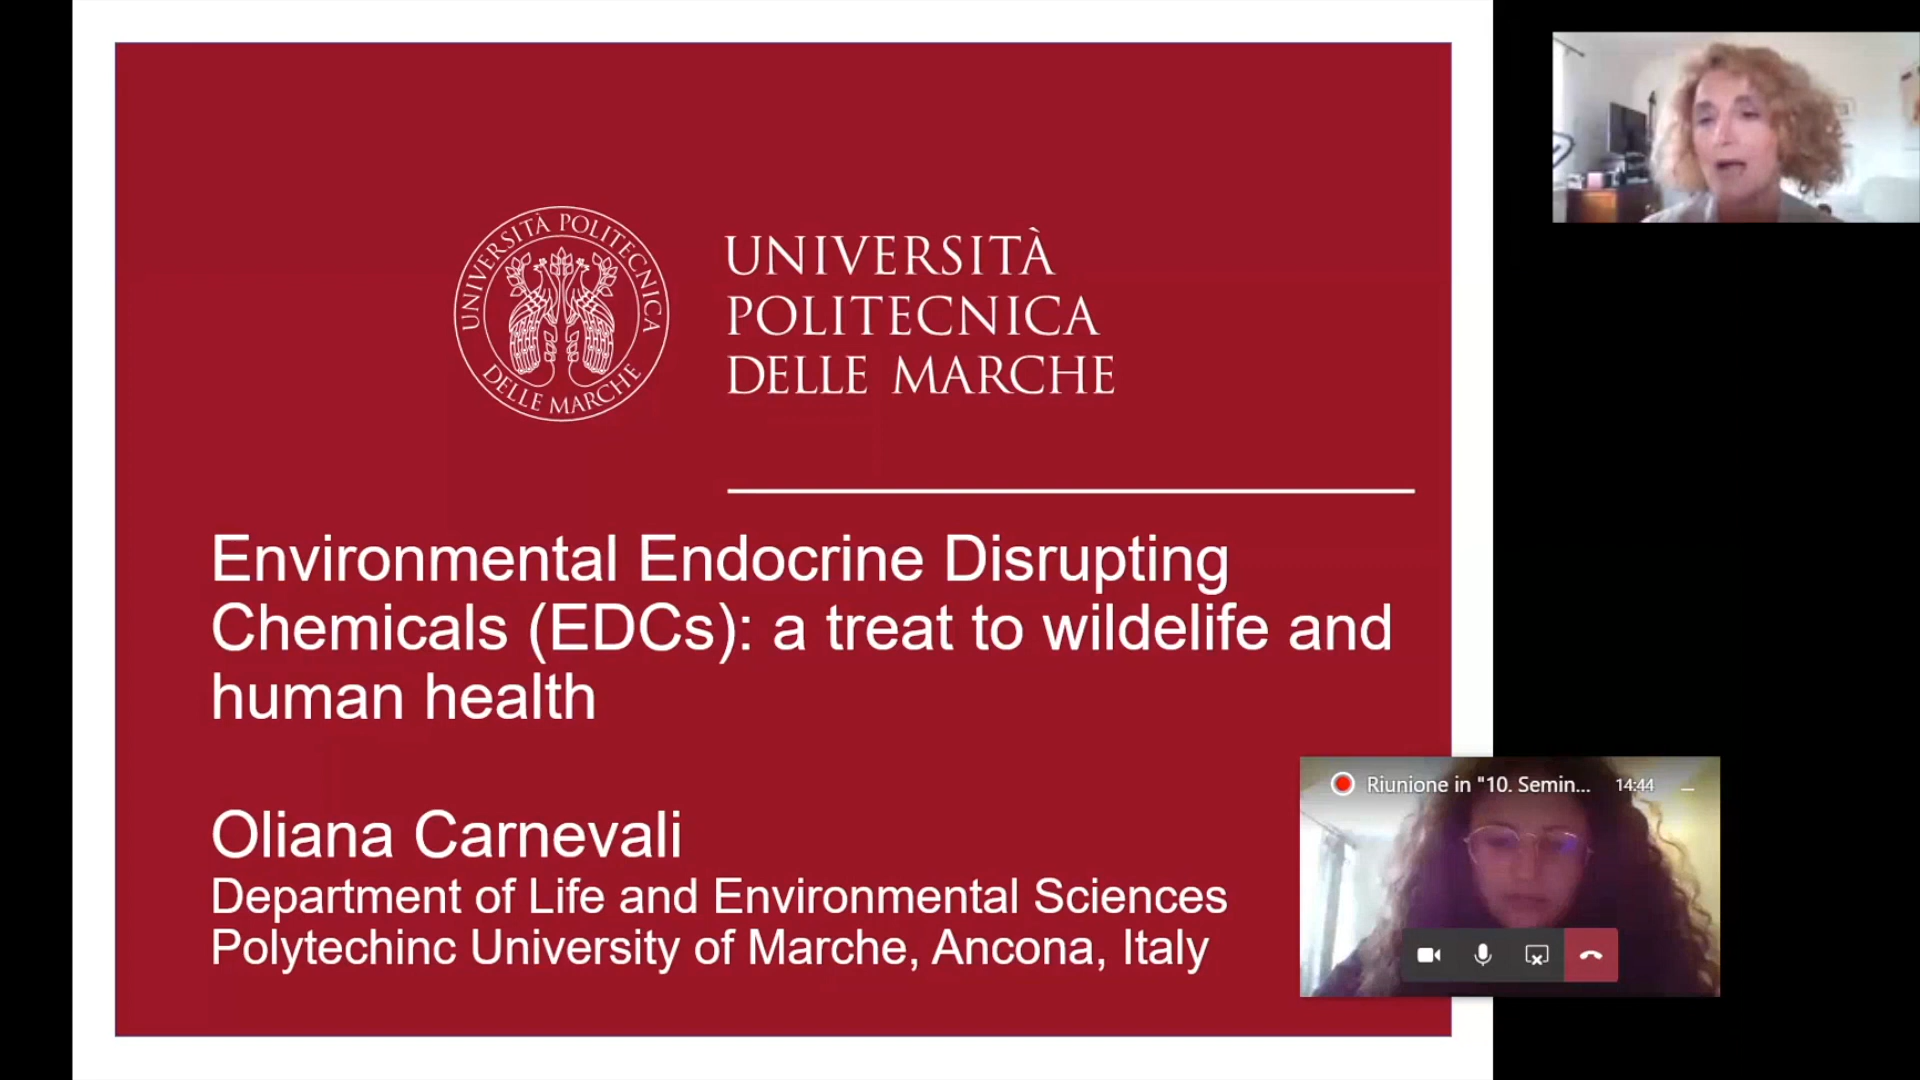 UNIVERSITÀ POLITECNICA
DELLE MARCHE
UNIVERSITÀ
POLITECNICA
DELLE MARCHE
Environmental Endocrine Disrupting
Chemicals (EDCs): a treat to wildelife and
human health
Oliana Carnevali
Department of Life and Environmental Sciences
Polytechinc University of Marche, Ancona, Italy
Riunione in "10. Semin... 14:44